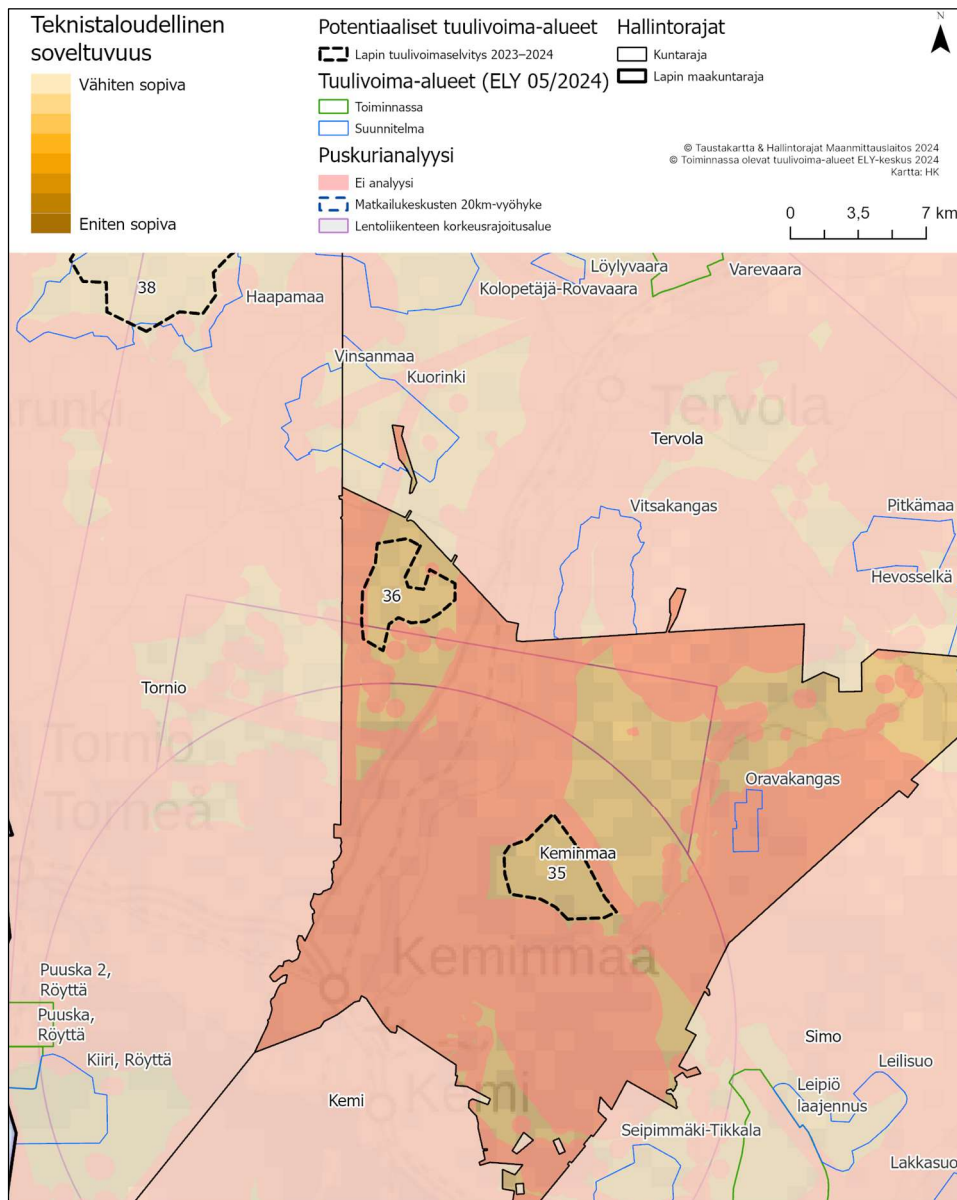 Teknistaloudellinen
soveltuvuus
Vähiten sopiva
Eniten sopiva
Potentiaaliset tuulivoima-alueet
Lapin tuulivoimaselvitys 2023–2024
Tuulivoima-alueet (ELY 05/2024)
Toiminnassa
Suunnitelma
Puskurianalyysi
Ei analyysi
Matkailukeskusten 20km-vyöhyke
Lentoliikenteen korkeusrajoitusalue
Hallintorajat
Kuntaraja
Lapin maakuntaraja
N
© Taustakartta & Hallintorajat Maanmittauslaitos 2024
© Toiminnassa olevat tuulivoima-alueet ELY-keskus 2024
Kartta: HK
0 3,5 7 km
38
Haapamaa
Löylyvaara
Varevaara
Kolopetäjä-Rovavaara
Vinsanmaa
Kuorinki
runki
Tervola
Tervola
Vitsakangas
Pitkämaa
Hevosselkä
36
Tornio
Tornio
Torneå
Oravakangas
Keminmaa
35
Keminmaa
Puuska 2,
Röyttä
Puuska,
Röyttä
Kiiri, Röyttä
Kemi
Kemi
Simo
Leilisuo
Leipiö
laajennus
Seipimmäki-Tikkala
Lakkasuo